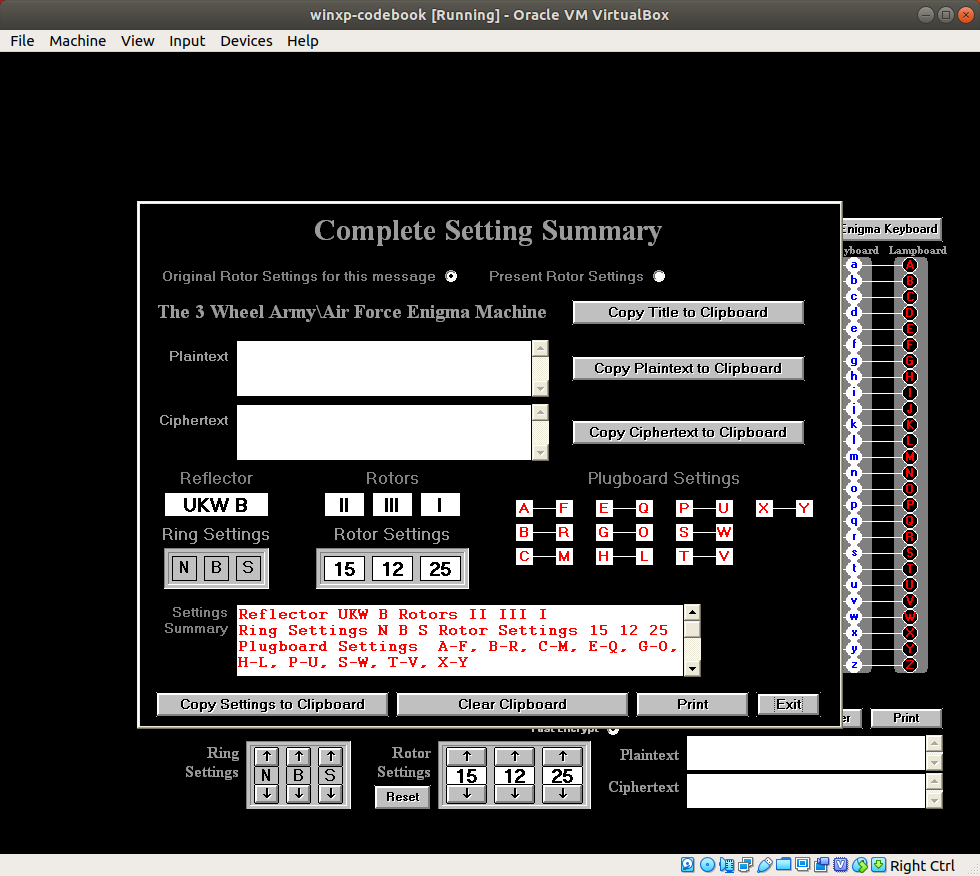 winxp-codebook [Running] - Oracle VM VirtualBox
File Machine View Input Devices Help
Complete Setting Summary
Enigma Keyboard
Lampboard
Original Rotor Settings for this message
Present Rotor Settings
The 3 Wheel Army\Air Force Enigma Machine
Copy Title to Clipboard
Plaintext
Copy Plaintext to Clipboard
Ciphertext
Copy Ciphertext to Clipboard
Reflector
Rotors
Plugboard Settings
UKW B
II III I
A F E Q P U X Y
B R G O S W
C M H L T V
Ring Settings
Rotor Settings
N B S
15 12 25
Settings
Summary
Reflector UKW B Rotors II III I
Ring Settings N B S Rotor Settings 15 12 25
Plugboard Settings A-F, B-R, C-M, E-Q, G-O,
H-L, P-U, S-W, T-V, X-Y
Copy Settings to Clipboard
Clear Clipboard
Print
Exit
a A
b B
c C
d D
e E
f F
g G
h H
i I
j J
k K
l L
m M
n N
o O
p P
q Q
r R
s S
t T
u U
v V
w W
x X
y Y
z Z
Print
Ring
Settings
↑ ↑ ↑
N B S
↓ ↓ ↓
Rotor
Settings
Reset
↑ ↑ ↑
15 12 25
↓ ↓ ↓
Plaintext
Ciphertext
Right Ctrl